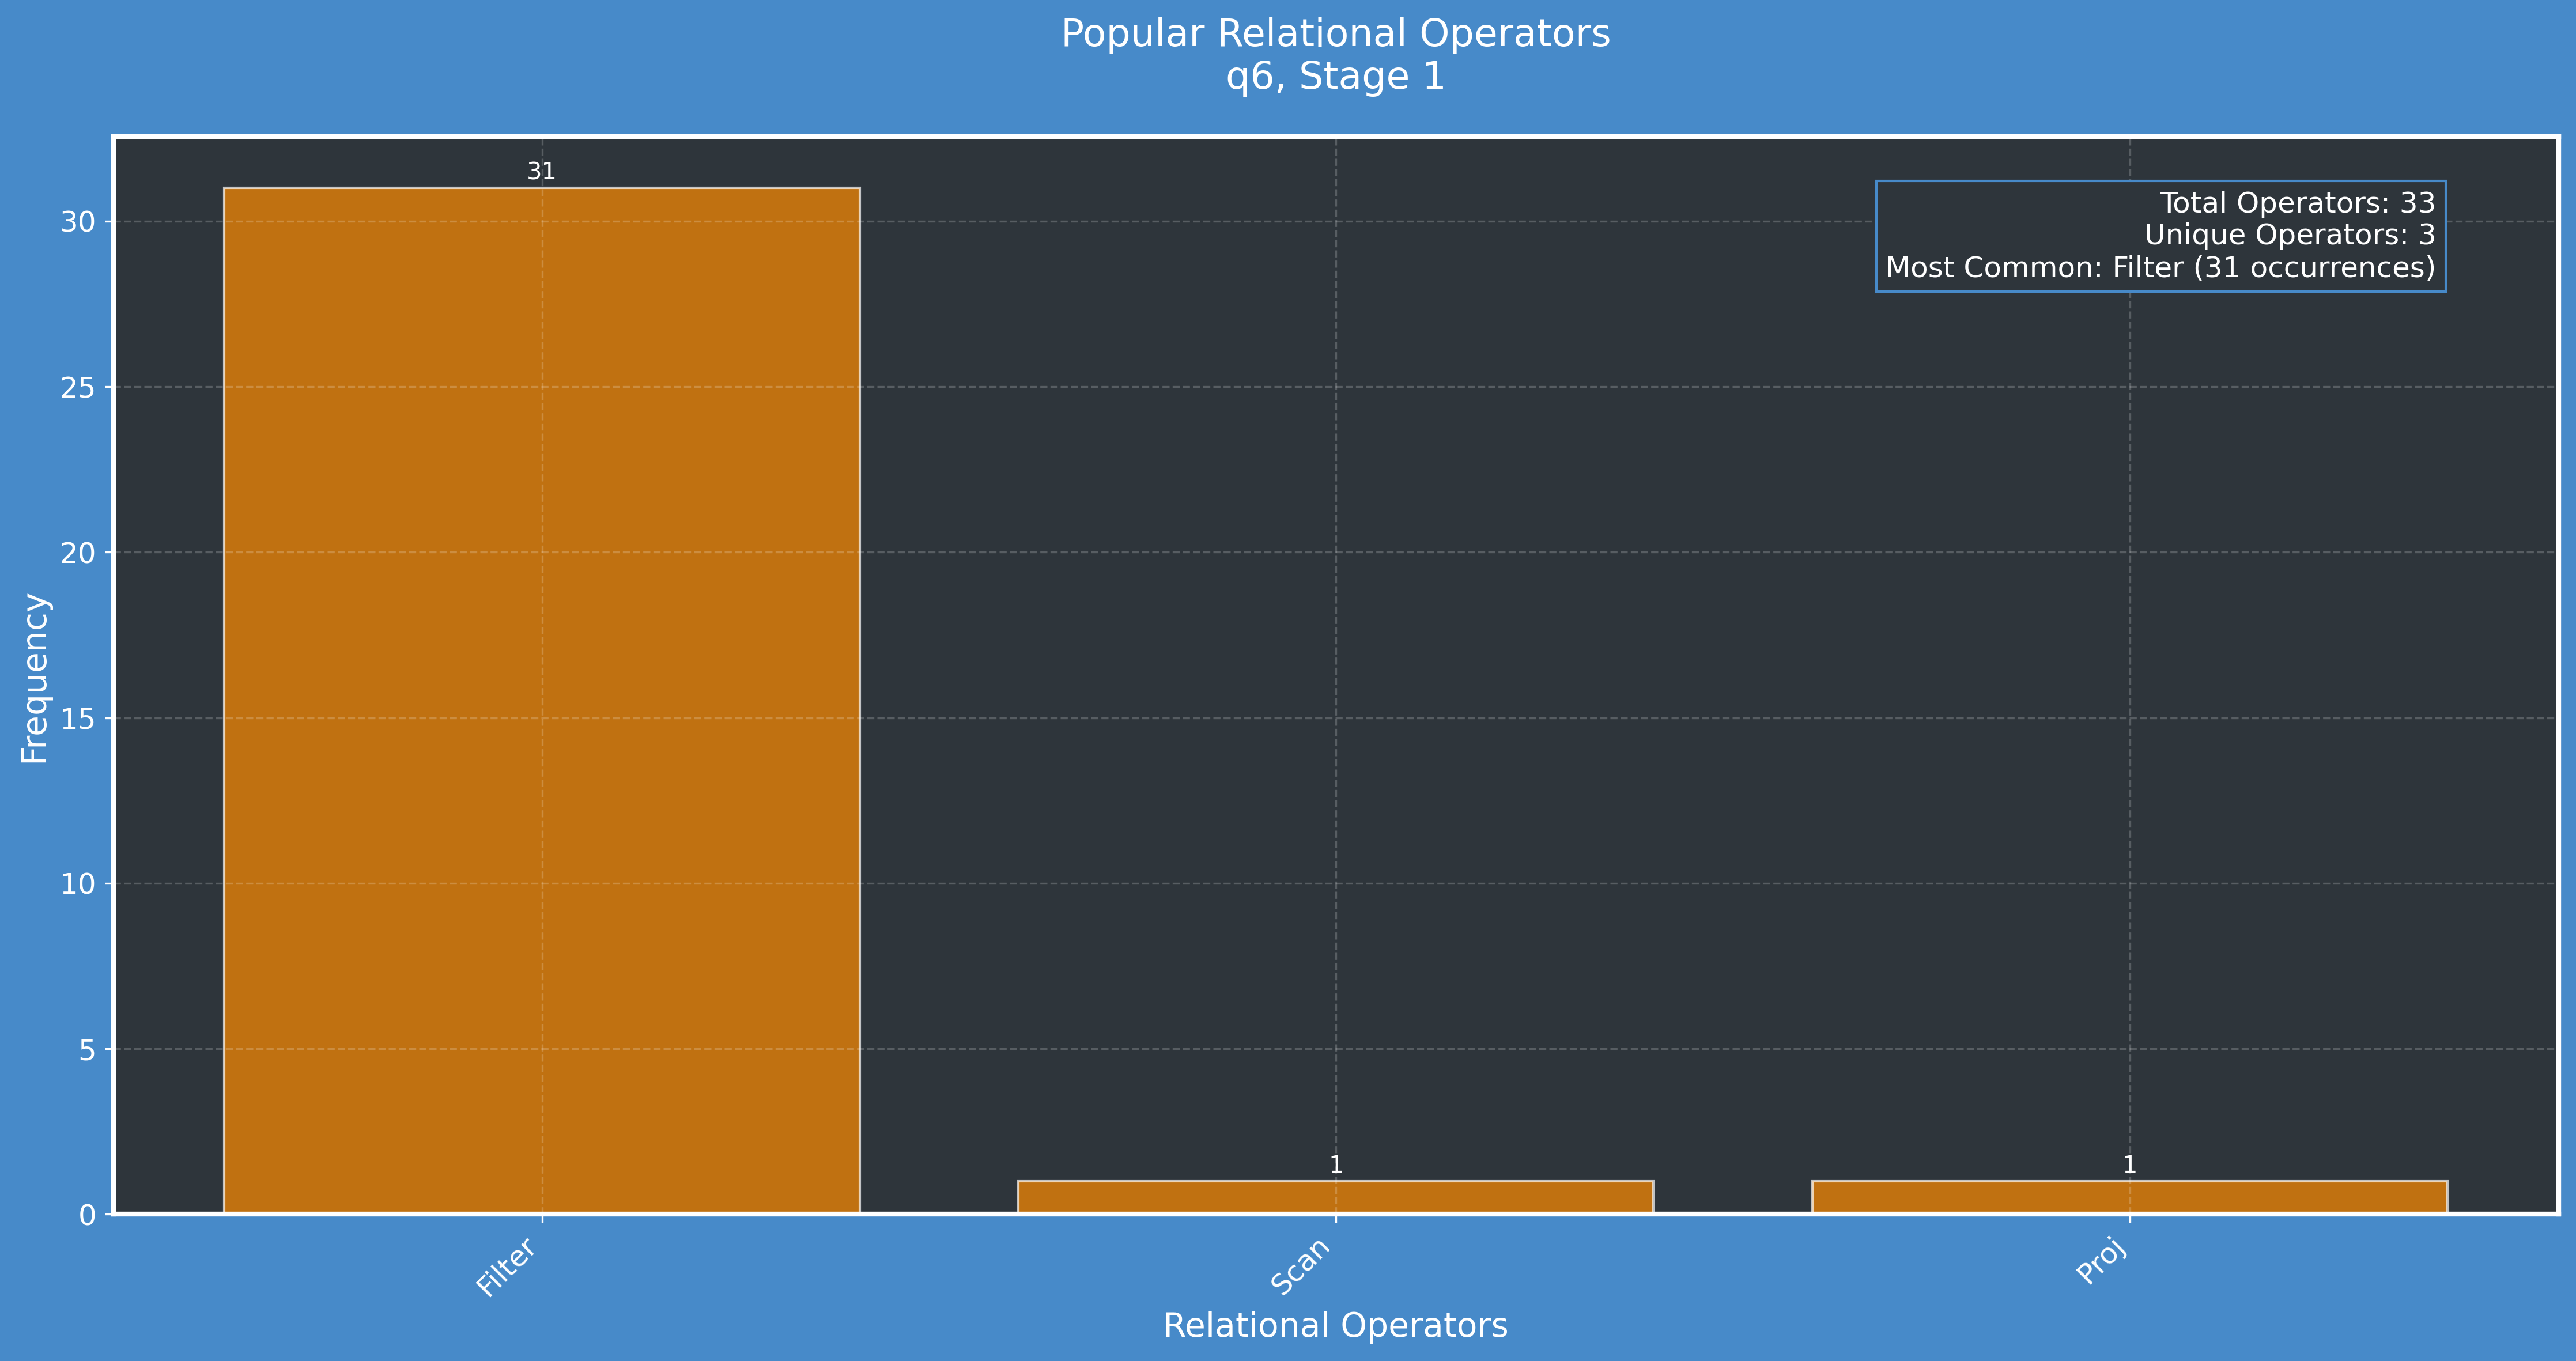 Popular Relational Operators
q6, Stage 1
31
Total Operators: 33
Unique Operators: 3
Most Common: Filter (31 occurrences)
30
25
20
15
10
5
0
Frequency
1
1
Filter
Scan
Proj
Relational Operators